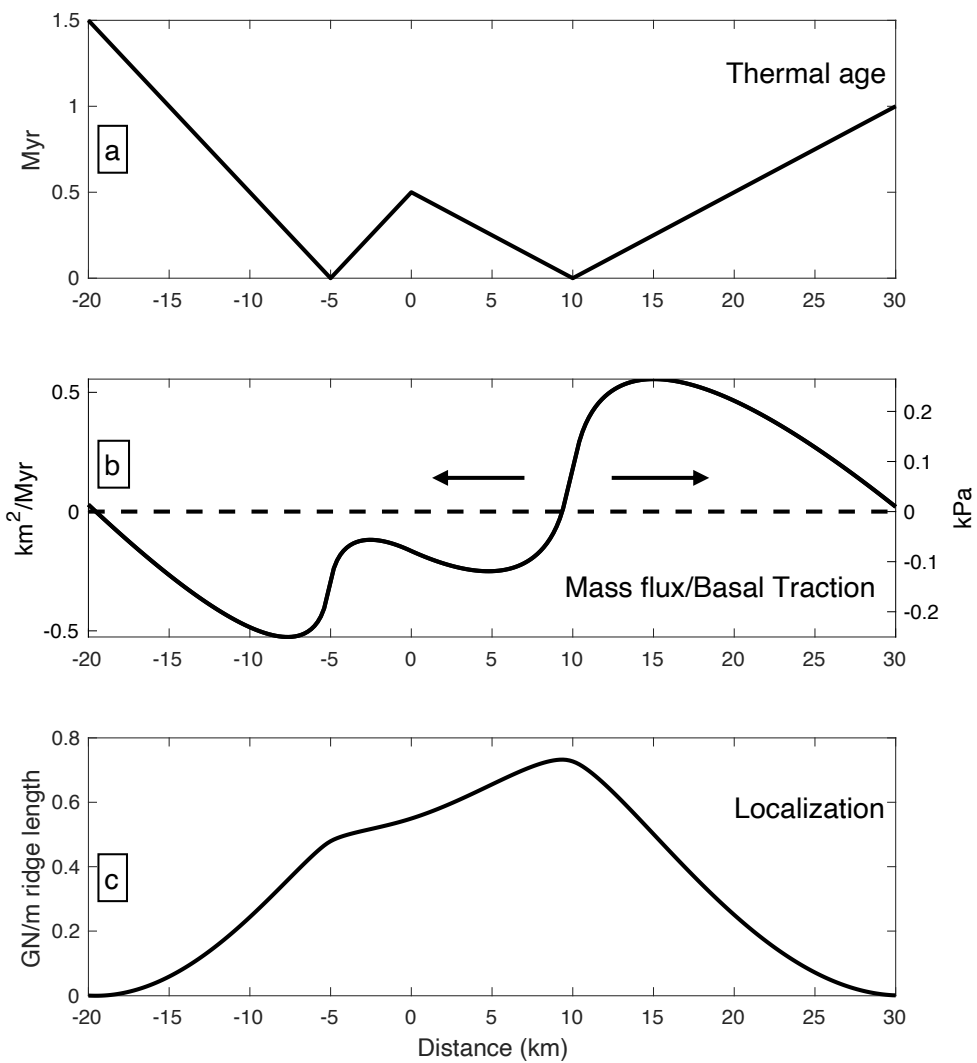 1.5
Thermal age
1
Myr
a
0.5
0
-20 -15 -10 -5 0 5 10 15 20 25 30
0.5
0.2
b
0.1
km²/Myr
0
0
kPa
-0.1
Mass flux/Basal Traction
-0.2
-0.5
-20 -15 -10 -5 0 5 10 15 20 25 30
0.8
0.6
Localization
GN/m ridge length
0.4
c
0.2
0
-20 -15 -10 -5 0 5 10 15 20 25 30
Distance (km)